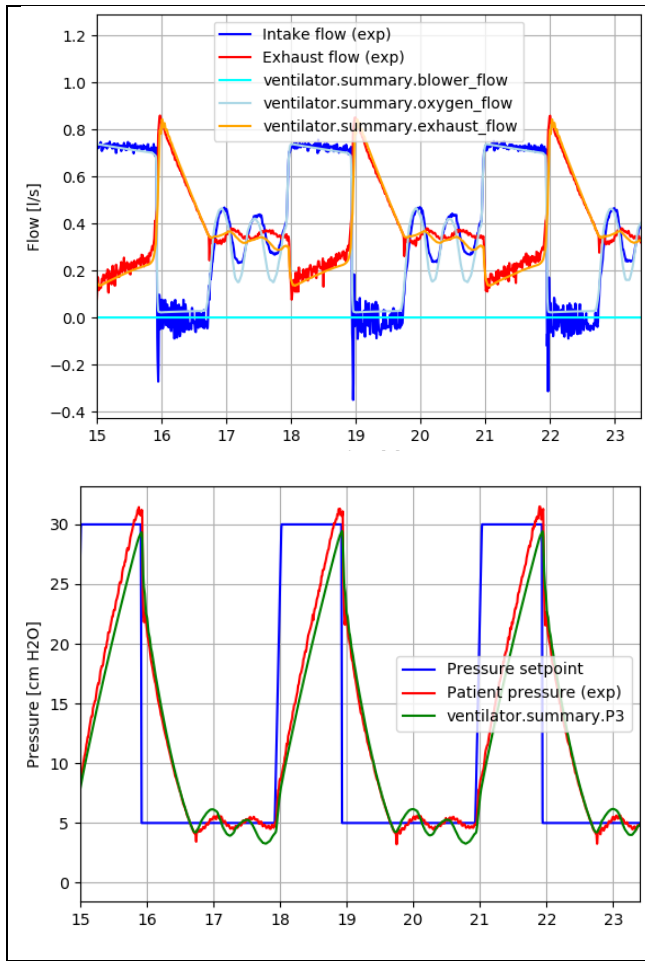 1.2
1.0
0.8
0.6
0.4
0.2
0.0
−0.2
−0.4
Flow [l/s]
Intake flow (exp)
Exhaust flow (exp)
ventilator.summary.blower_flow
ventilator.summary.oxygen_flow
ventilator.summary.exhaust_flow
15 16 17 18 19 20 21 22 23
30
25
20
15
10
5
0
Pressure [cm H2O]
Pressure setpoint
Patient pressure (exp)
ventilator.summary.P3
15 16 17 18 19 20 21 22 23